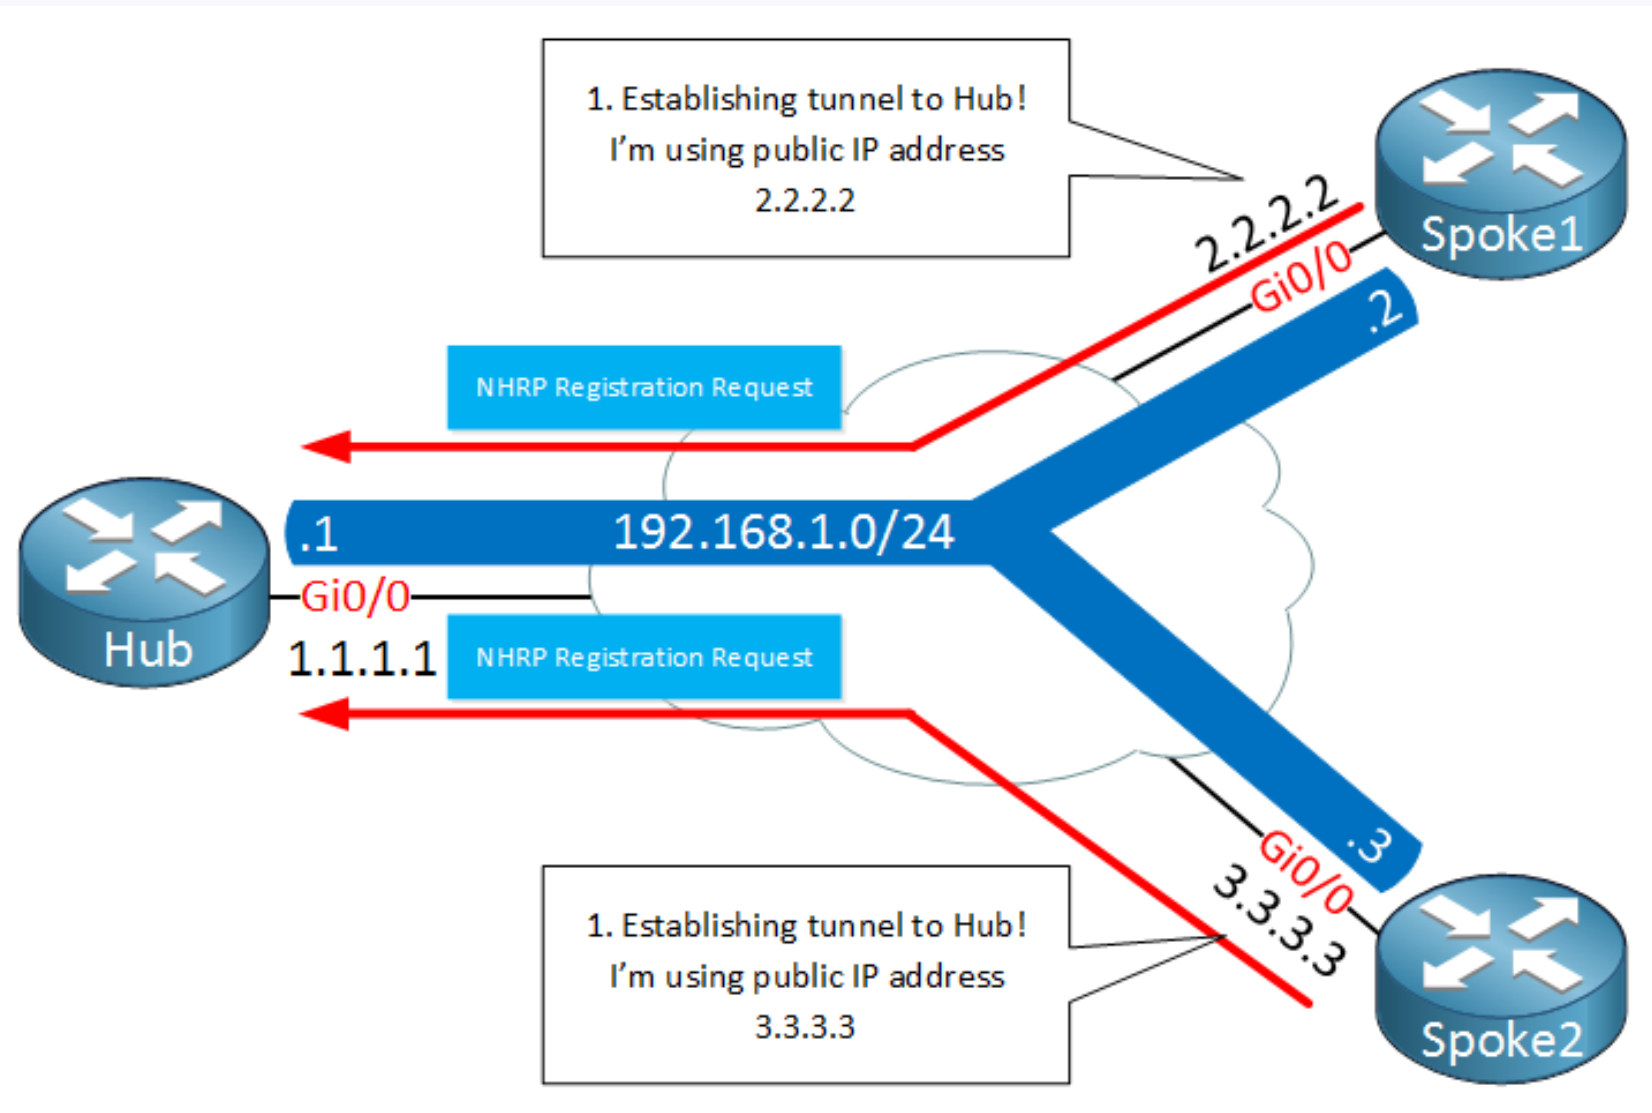 1. Establishing tunnel to Hub!
I'm using public IP address
2.2.2.2
Spoke1
2.2.2.2
Gi0/0
.2
NHRP Registration Request
.1
192.168.1.0/24
Hub
Gi0/0
1.1.1.1
NHRP Registration Request
.3
Gi0/0
3.3.3.3
1. Establishing tunnel to Hub!
I'm using public IP address
3.3.3.3
Spoke2